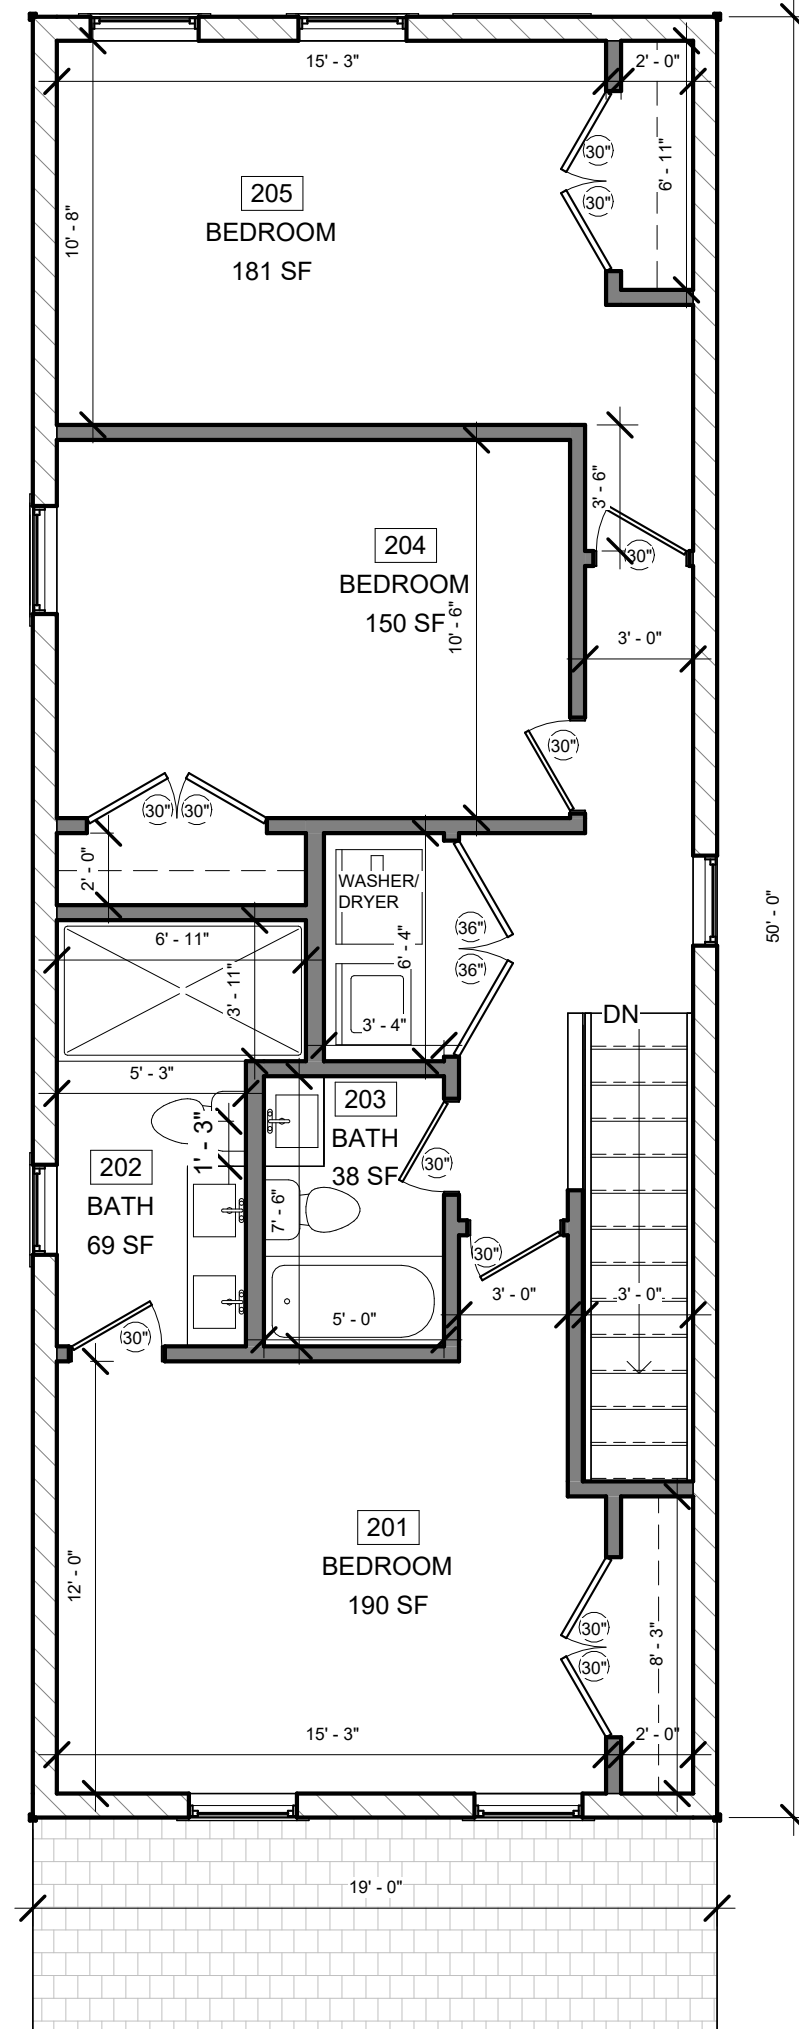 15' - 3"
2' - 0"
30"
30"
6' - 11"
10' - 8"
205
BEDROOM
181 SF
3' - 6"
30"
204
BEDROOM
150 SF
10' - 6"
3' - 0"
30"
30"
30"
2' - 0"
WASHER/
DRYER
36"
36"
6' - 4"
3' - 4"
50' - 0"
6' - 11"
3' - 11"
5' - 3"
DN
1' - 3"
203
BATH
38 SF
30"
7' - 6"
202
BATH
69 SF
30"
30"
3' - 0"
3' - 0"
5' - 0"
201
BEDROOM
190 SF
12' - 0"
30"
30"
8' - 3"
15' - 3"
2' - 0"
19' - 0"